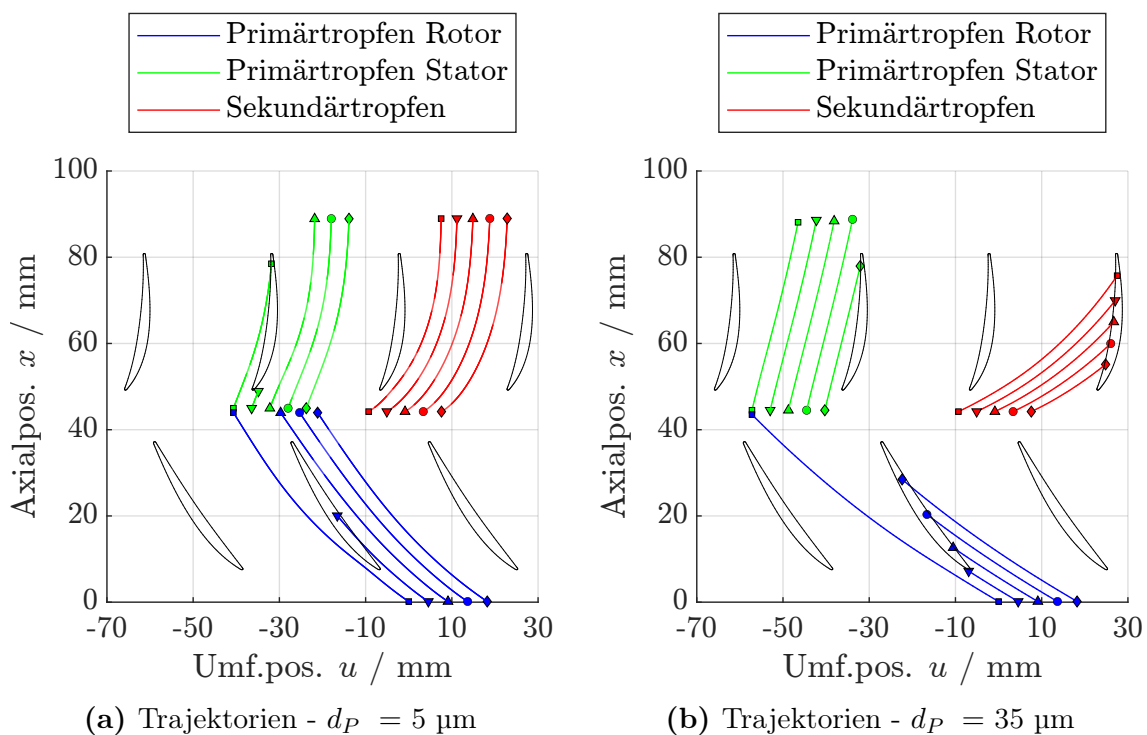 Primärtropfen Rotor
Primärtropfen Stator
Sekundärtropfen
100
80
60
40
20
0
-70
-50
-30
-10
10
30
Axialpos. x / mm
Umf.pos. u / mm
(a) Trajektorien - d_P = 5 µm
Primärtropfen Rotor
Primärtropfen Stator
Sekundärtropfen
100
80
60
40
20
0
-70
-50
-30
-10
10
30
Axialpos. x / mm
Umf.pos. u / mm
(b) Trajektorien - d_P = 35 µm